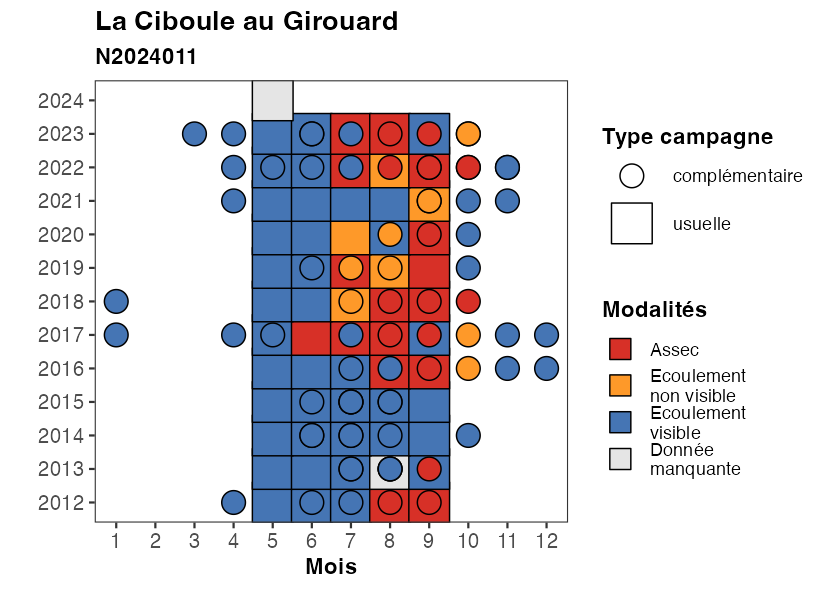 La Ciboule au Girouard
N2024011
2024
2023
2022
2021
2020
2019
2018
2017
2016
2015
2014
2013
2012
1 2 3 4 5 6 7 8 9 10 11 12
Mois
Type campagne
complémentaire
usuelle
Modalités
Assec
Ecoulement
non visible
Ecoulement
visible
Donnée
manquante